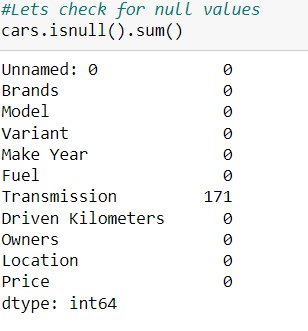 #Lets check for null values
cars.isnull().sum()
Unnamed: 0 0
Brands 0
Model 0
Variant 0
Make Year 0
Fuel 0
Transmission 171
Driven Kilometers 0
Owners 0
Location 0
Price 0
dtype: int64